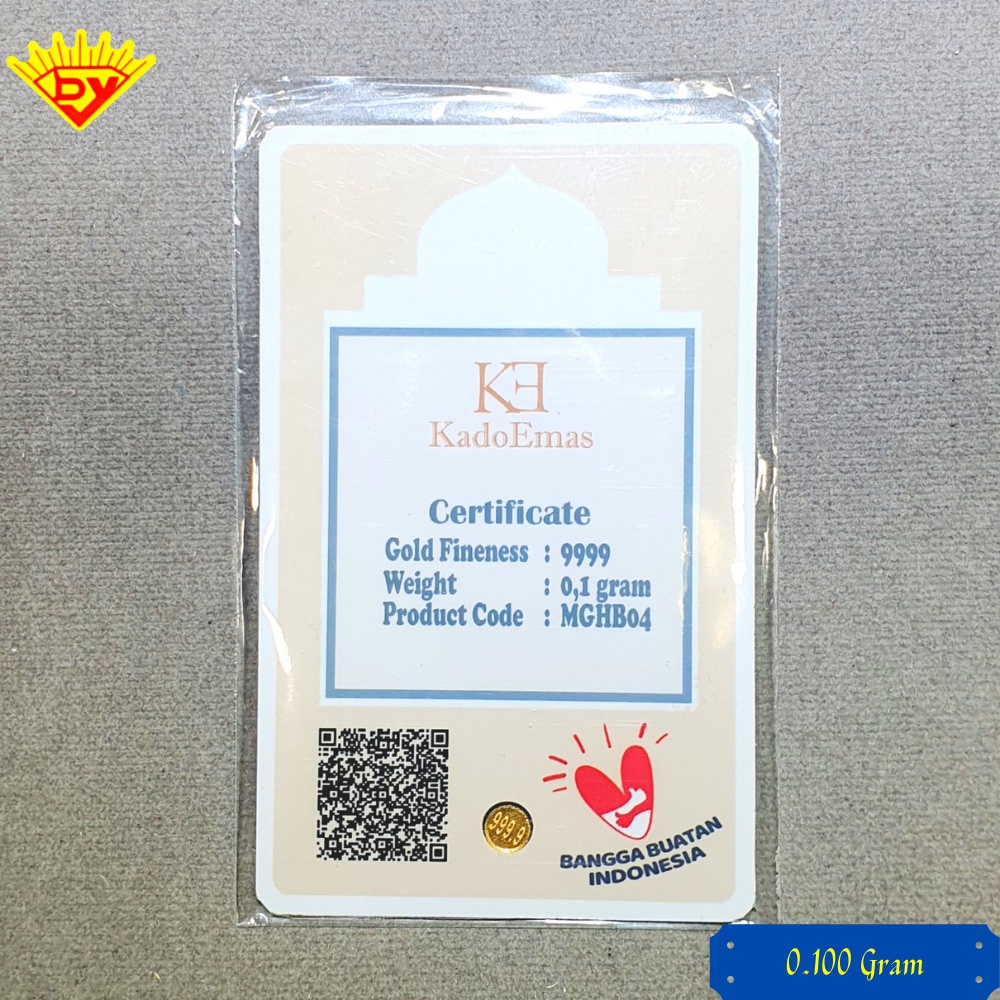 by
KE
KadoEmas
Certificate
Gold Fineness : 9999
Weight : 0,1 gram
Product Code : MGHB04
999.9
BANGGA BUATAN
INDONESIA
0.100 Gram